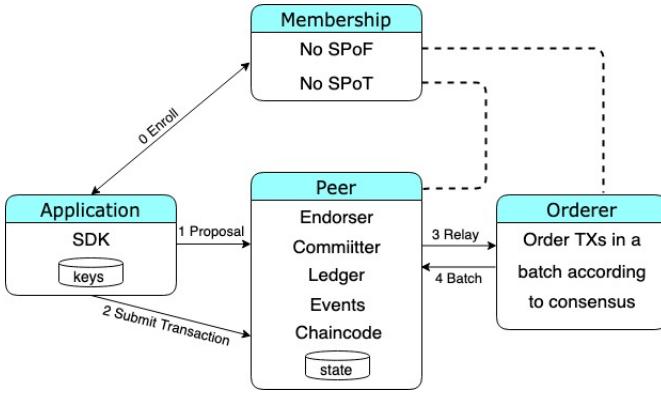 Membership
No SPoF
No SPoT
0 Enroll
Application
SDK
keys
1 Proposal
2 Submit Transaction
Peer
Endorser
Commiitter
Ledger
Events
Chaincode
state
3 Relay
4 Batch
Orderer
Order TXs in a
batch according
to consensus